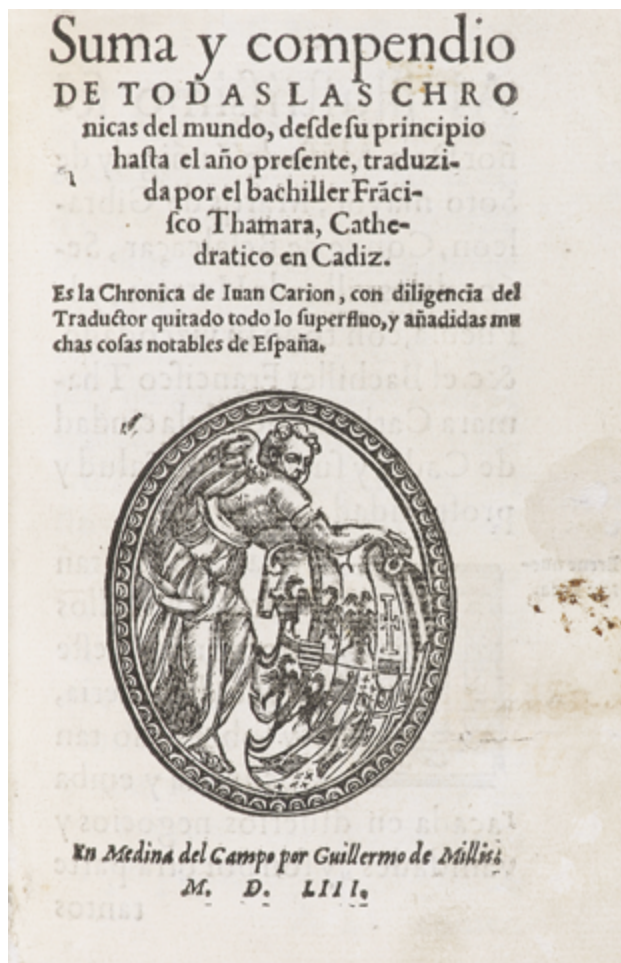 Suma y compendio
DE TODAS LAS CHRO
nicas del mundo, desde su principio
hasta el año presente, traduzi-
da por el bachiller Frãci-
sco Thamara, Cathe-
dratico en Cadiz.
Es la Chronica de Iuan Carion, con diligencia del
Traductor quitado todo lo superfluo, y añadidas mu
chas cosas notables de España.
En Medina del Campo por Guillermo de Millis.
M. D. LIII.